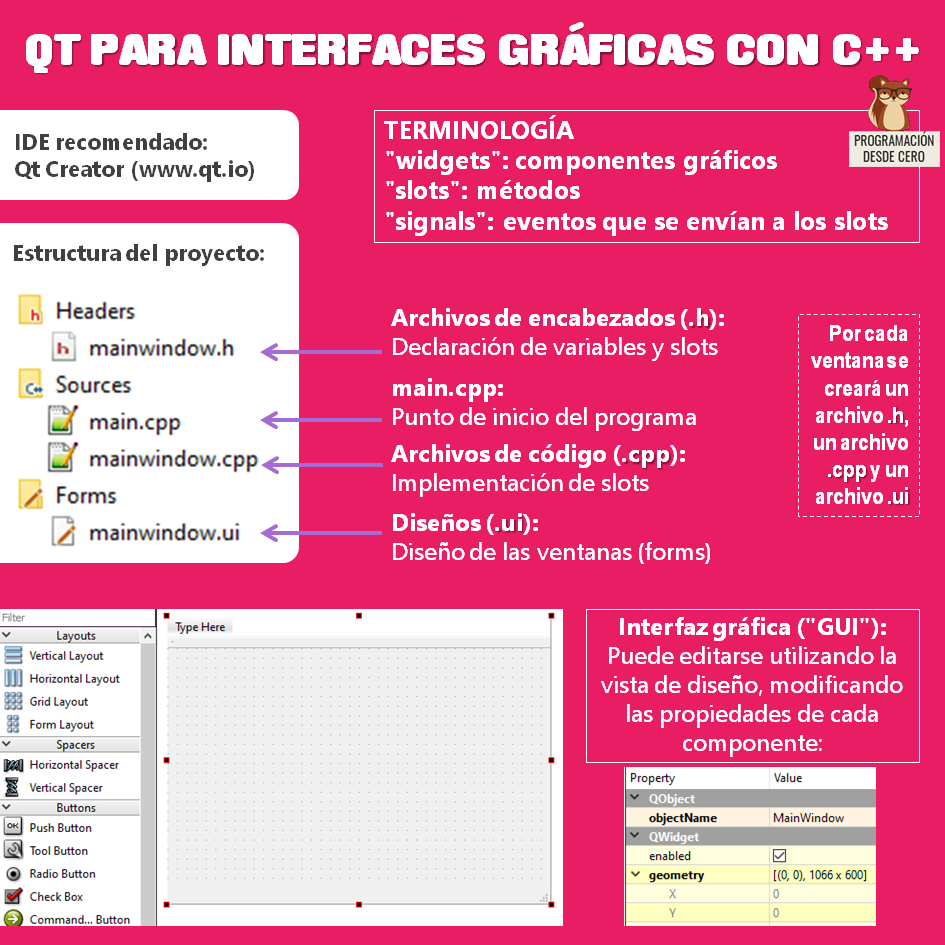 QT PARA INTERFACES GRÁFICAS CON C++
PROGRAMACIÓN
DESDE CERO
IDE recomendado:
Qt Creator (www.qt.io)
TERMINOLOGÍA
"widgets": componentes gráficos
"slots": métodos
"signals": eventos que se envían a los slots
Estructura del proyecto:
Headers
mainwindow.h
Sources
main.cpp
mainwindow.cpp
Forms
mainwindow.ui
Archivos de encabezados (.h):
Declaración de variables y slots
main.cpp:
Punto de inicio del programa
Archivos de código (.cpp):
Implementación de slots
Diseños (.ui):
Diseño de las ventanas (forms)
Por cada
ventana se
creará un
archivo .h,
un archivo
.cpp y un
archivo .ui
Filter
Layouts
Vertical Layout
Horizontal Layout
Grid Layout
Form Layout
Spacers
Horizontal Spacer
Vertical Spacer
Buttons
OK
Push Button
Tool Button
Radio Button
Check Box
Command... Button
Type Here
Interfaz gráfica ("GUI"):
Puede editarse utilizando la
vista de diseño, modificando
las propiedades de cada
componente:
Property Value
QObject
objectName MainWindow
QWidget
enabled
geometry [(0, 0), 1066 x 600]
X 0
Y 0